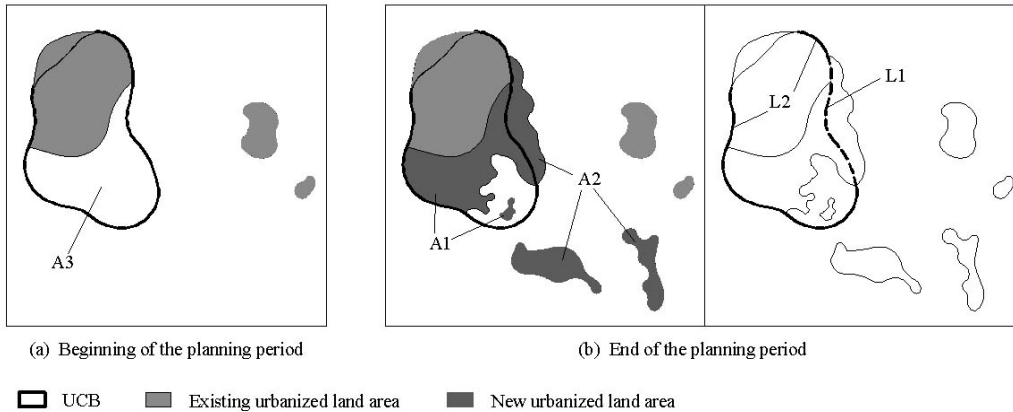 A3
A1
A2
L2
L1
(a) Beginning of the planning period
(b) End of the planning period
UCB
Existing urbanized land area
New urbanized land area